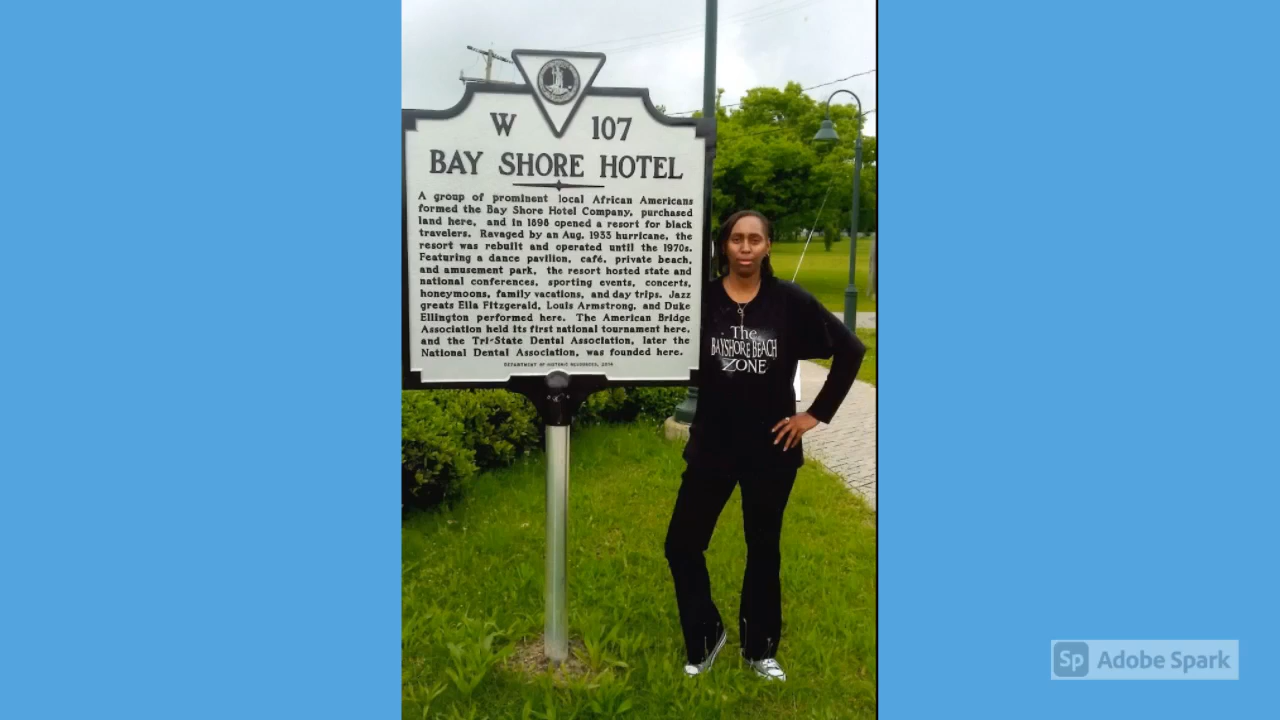 W 107
BAY SHORE HOTEL
A group of prominent local African Americans
formed the Bay Shore Hotel Company, purchased
land here, and in 1898 opened a resort for black
travelers. Ravaged by an Aug. 1933 hurricane, the
resort was rebuilt and operated until the 1970s.
Featuring a dance pavilion, café, private beach,
and amusement park, the resort hosted state and
national conferences, sporting events, concerts,
honeymoons, family vacations, and day trips. Jazz
greats Ella Fitzgerald, Louis Armstrong, and Duke
Ellington performed here. The American Bridge
Association held its first national tournament here,
and the Tri-State Dental Association, later the
National Dental Association, was founded here.
DEPARTMENT OF HISTORIC RESOURCES, 2014
The
BAYSHORE BEACH
ZONE
Sp Adobe Spark